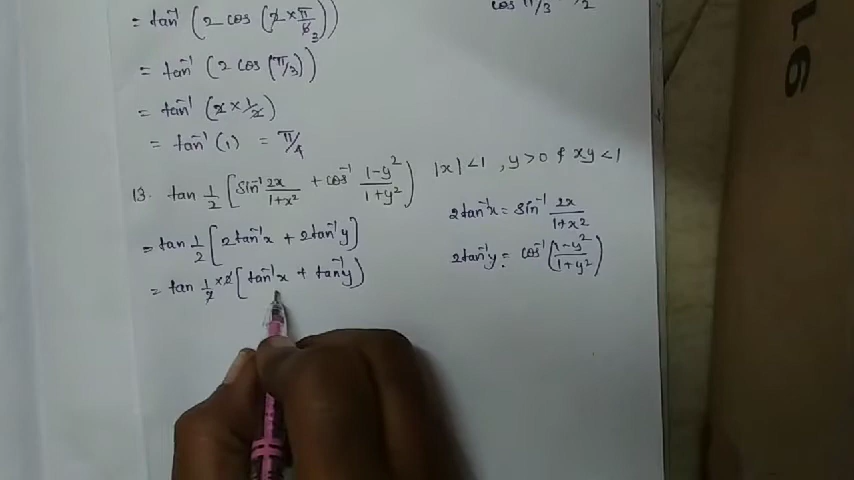 = tan⁻¹ (2 cos (2 × π/6 3))
cos π/3
2
= tan⁻¹ (2 cos (π/3))
= tan⁻¹ (2 × 1/2)
= tan⁻¹ (1) = π/4
13. tan 1/2 [sin⁻¹ 2x/1+x² + cos⁻¹ 1-y²/1+y²] |x| < 1, y > 0 & xy < 1
= tan 1/2 [2tan⁻¹x + 2tan⁻¹y]
2tan⁻¹x = sin⁻¹ 2x/1+x²
= tan 1/2 × 2 [tan⁻¹x + tan⁻¹y]
2tan⁻¹y = cos⁻¹ (1-y²/1+y²)